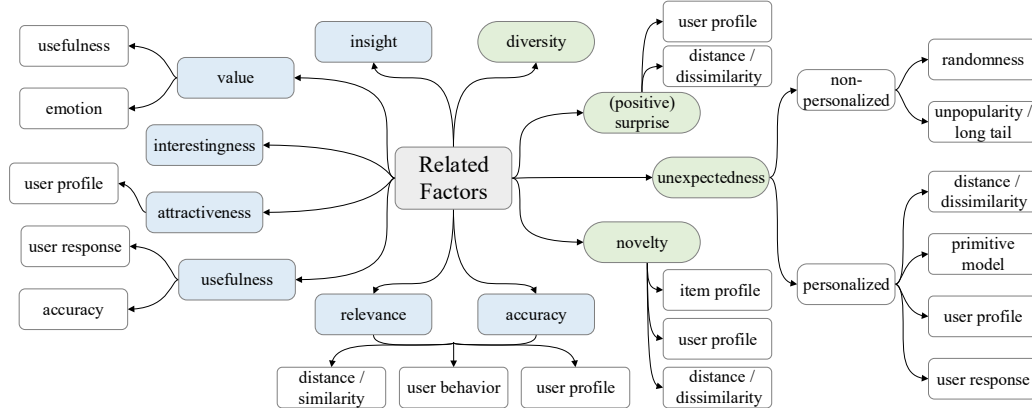 usefulness
emotion
value
insight
diversity
user profile
distance /
dissimilarity
(positive)
surprise
non-
personalized
randomness
unpopularity /
long tail
interestingness
user profile
attractiveness
Related
Factors
unexpectedness
user response
accuracy
usefulness
novelty
personalized
distance /
dissimilarity
primitive
model
user profile
user response
relevance
accuracy
item profile
user profile
distance /
dissimilarity
distance /
similarity
user behavior
user profile